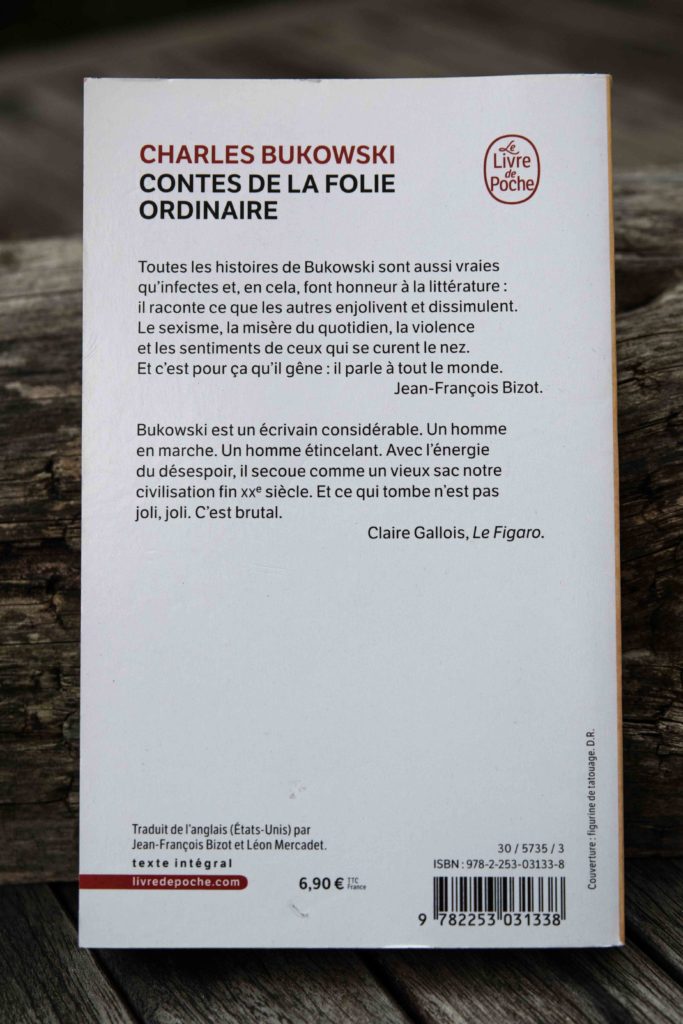 CHARLES BUKOWSKI
CONTES DE LA FOLIE
ORDINAIRE
Le
Livre
de
Poche
Toutes les histoires de Bukowski sont aussi vraies
qu'infectes et, en cela, font honneur à la littérature :
il raconte ce que les autres enjolivent et dissimulent.
Le sexisme, la misère du quotidien, la violence
et les sentiments de ceux qui se curent le nez.
Et c'est pour ça qu'il gêne : il parle à tout le monde.
Jean-François Bizot.
Bukowski est un écrivain considérable. Un homme
en marche. Un homme étincelant. Avec l'énergie
du désespoir, il secoue comme un vieux sac notre
civilisation fin XXe siècle. Et ce qui tombe n'est pas
joli, joli. C'est brutal.
Claire Gallois, Le Figaro.
Traduit de l'anglais (États-Unis) par
Jean-François Bizot et Léon Mercadet.
texte intégral
livredepoche.com
6,90 € TTC France
30 / 5735 / 3
ISBN : 978-2-253-03133-8
9 782253 031338
Couverture : figurine de tatouage. D.R.